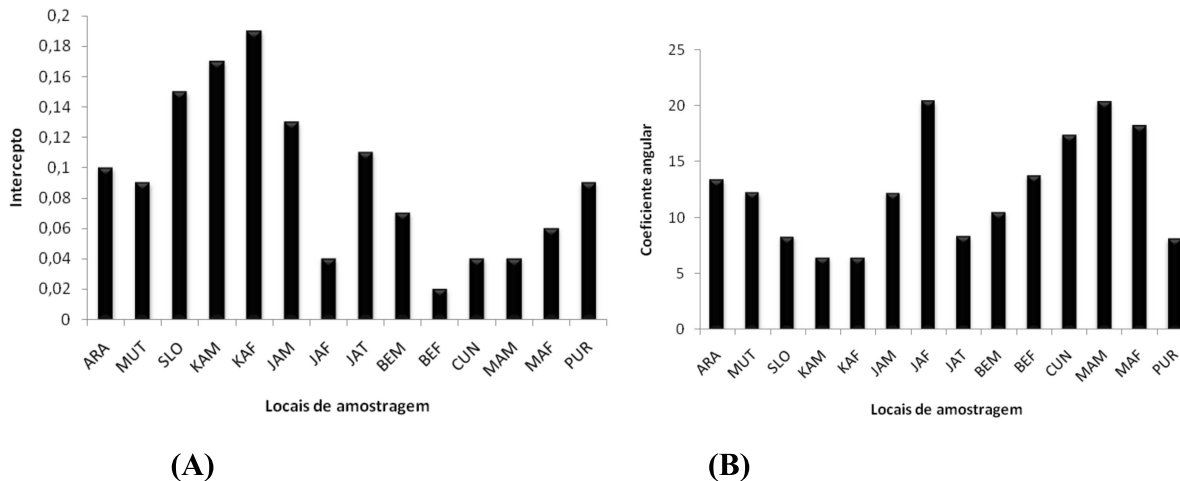 0,2
0,18
0,16
0,14
0,12
0,1
0,08
0,06
0,04
0,02
0
Intercepto
ARA MUT SLO KAM KAF JAM JAF JAT BEM BEF CUN MAM MAF PUR
Locais de amostragem
(A)
25
20
15
10
5
0
Coeficiente angular
ARA MUT SLO KAM KAF JAM JAF JAT BEM BEF CUN MAM MAF PUR
Locais de amostragem
(B)